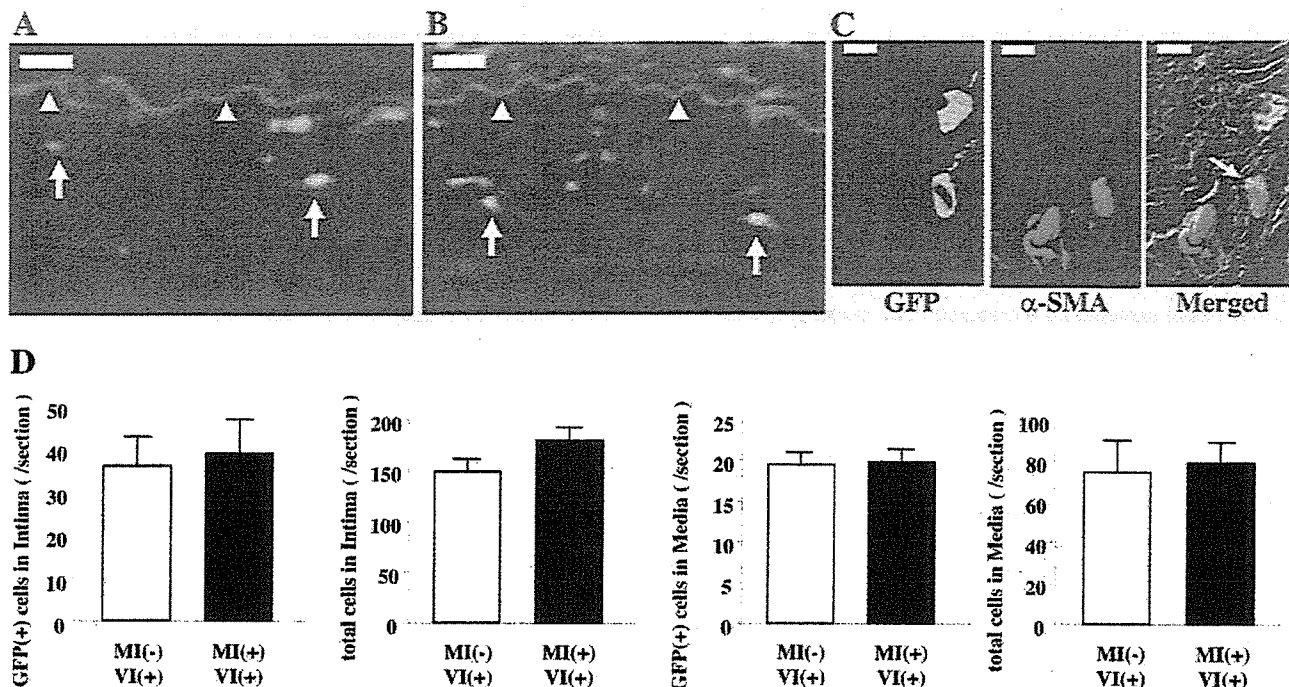 A
B
C
GFP
α-SMA
Merged
D
GFP(+) cells in Intima ( /section )
50
40
30
20
10
0
MI(-)
VI(+)
MI(+)
VI(+)
total cells in Intima ( /section )
200
150
100
50
0
MI(-)
VI(+)
MI(+)
VI(+)
GFP(+) cells in Media ( /section )
25
20
15
10
5
0
MI(-)
VI(+)
MI(+)
VI(+)
total cells in Media ( /section )
100
80
60
40
20
0
MI(-)
VI(+)
MI(+)
VI(+)